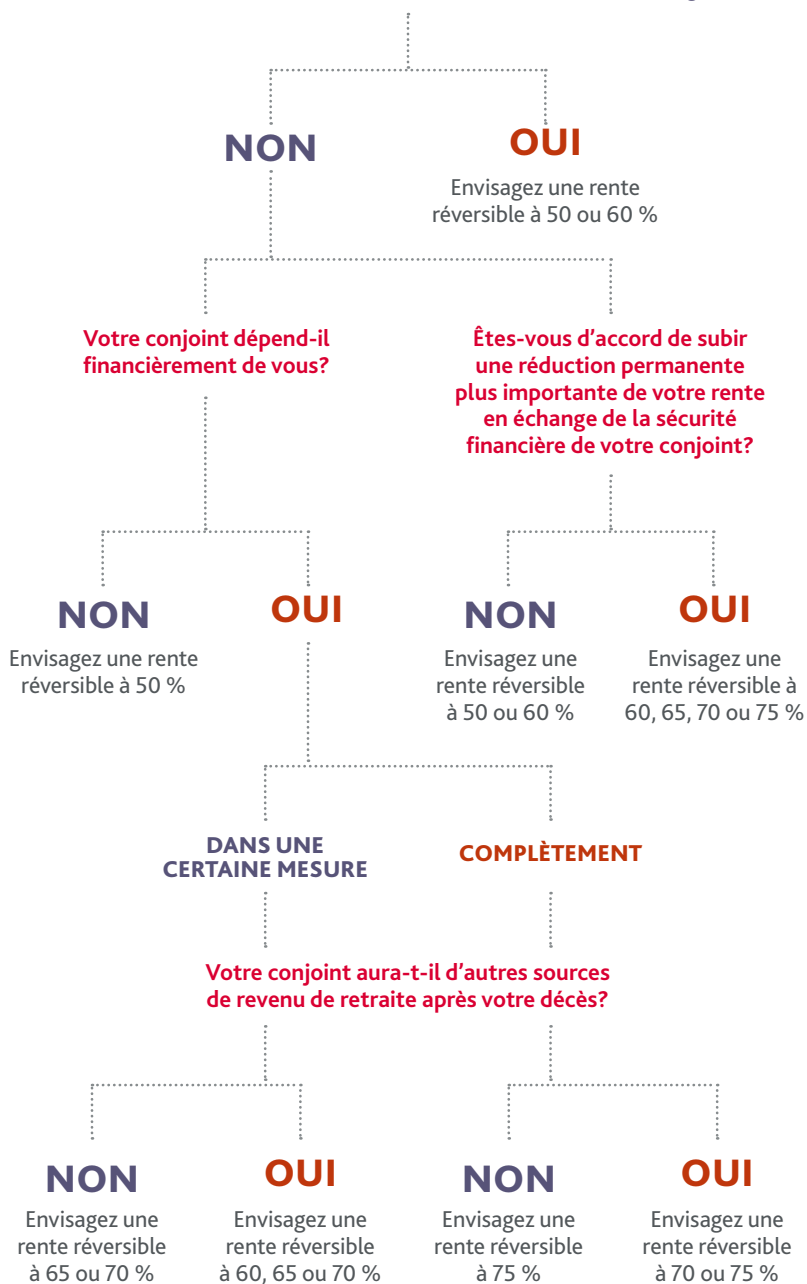 NON
OUI
Envisagez une rente
réversible à 50 ou 60 %
Votre conjoint dépend-il
financièrement de vous?
Êtes-vous d’accord de subir
une réduction permanente
plus importante de votre rente
en échange de la sécurité
financière de votre conjoint?
NON
Envisagez une rente
réversible à 50 %
OUI
NON
Envisagez une
rente réversible
à 50 ou 60 %
OUI
Envisagez une
rente réversible à
60, 65, 70 ou 75 %
DANS UNE
CERTAINE MESURE
COMPLÈTEMENT
Votre conjoint aura-t-il d’autres sources
de revenu de retraite après votre décès?
NON
Envisagez une
rente réversible
à 65 ou 70 %
OUI
Envisagez une
rente réversible
à 60, 65 ou 70 %
NON
Envisagez une
rente réversible
à 75 %
OUI
Envisagez une
rente réversible
à 70 ou 75 %